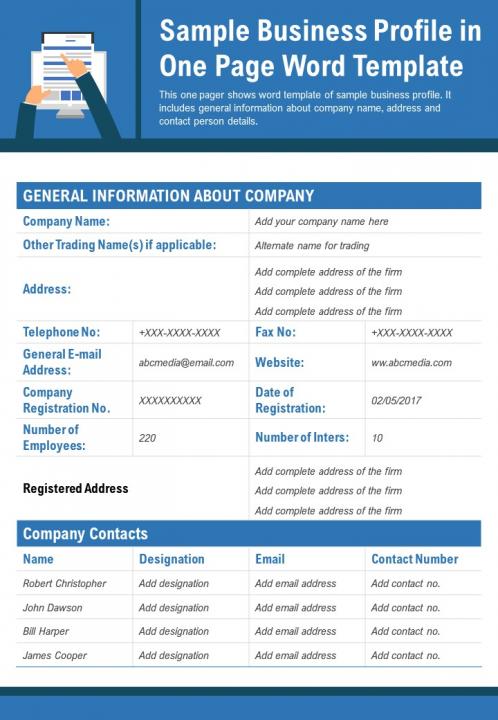 Sample Business Profile in
One Page Word Template
This one pager shows word template of sample business profile. It
includes general information about company name, address and
contact person details.
GENERAL INFORMATION ABOUT COMPANY
Company Name: Add your company name here
Other Trading Name(s) if applicable: Alternate name for trading
Address:
Add complete address of the firm
Add complete address of the firm
Add complete address of the firm
Telephone No: +XXX-XXXX-XXXX Fax No: +XXX-XXXX-XXXX
General E-mail
Address:
abcmedia@email.com
Website:
ww.abcmedia.com
Company
Registration No.
XXXXXXXXXX
Date of
Registration:
02/05/2017
Number of
Employees:
220
Number of Inters:
10
Registered Address
Add complete address of the firm
Add complete address of the firm
Add complete address of the firm
Company Contacts
Name Designation Email Contact Number
Robert Christopher Add designation Add email address Add contact no.
John Dawson Add designation Add email address Add contact no.
Bill Harper Add designation Add email address Add contact no.
James Cooper Add designation Add email address Add contact no.